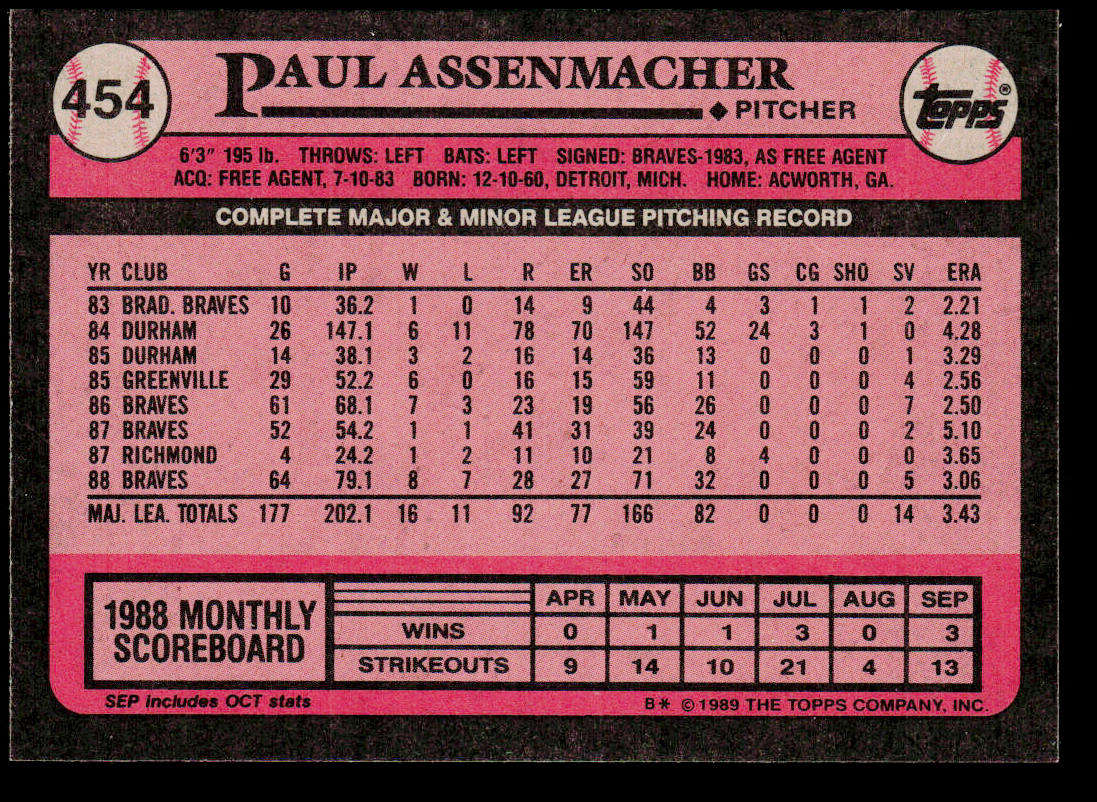 454
PAUL ASSENMACHER
◆ PITCHER
topps®
6'3" 195 lb. THROWS: LEFT BATS: LEFT SIGNED: BRAVES-1983, AS FREE AGENT
ACQ: FREE AGENT, 7-10-83 BORN: 12-10-60, DETROIT, MICH. HOME: ACWORTH, GA.
COMPLETE MAJOR & MINOR LEAGUE PITCHING RECORD
YR CLUB G IP W L R ER SO BB GS CG SHO SV ERA
83 BRAD. BRAVES 10 36.2 1 0 14 9 44 4 3 1 1 2 2.21
84 DURHAM 26 147.1 6 11 78 70 147 52 24 3 1 0 4.28
85 DURHAM 14 38.1 3 2 16 14 36 13 0 0 0 1 3.29
85 GREENVILLE 29 52.2 6 0 16 15 59 11 0 0 0 4 2.56
86 BRAVES 61 68.1 7 3 23 19 56 26 0 0 0 7 2.50
87 BRAVES 52 54.2 1 1 41 31 39 24 0 0 0 2 5.10
87 RICHMOND 4 24.2 1 2 11 10 21 8 4 0 0 0 3.65
88 BRAVES 64 79.1 8 7 28 27 71 32 0 0 0 5 3.06
MAJ. LEA. TOTALS 177 202.1 16 11 92 77 166 82 0 0 0 14 3.43
1988 MONTHLY
SCOREBOARD
APR MAY JUN JUL AUG SEP
WINS 0 1 1 3 0 3
STRIKEOUTS 9 14 10 21 4 13
SEP includes OCT stats
B* © 1989 THE TOPPS COMPANY, INC.